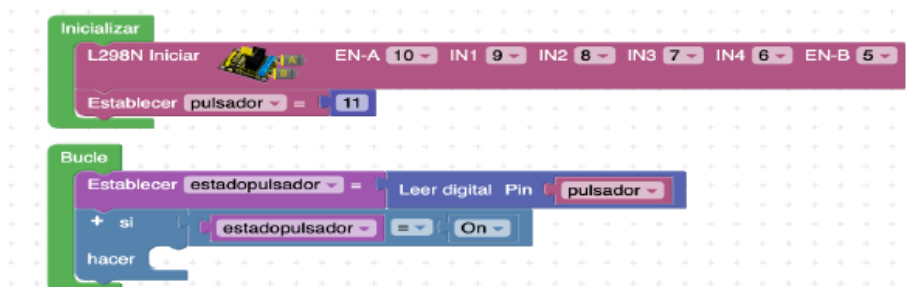 Inicializar
L298N Iniciar EN-A 10 IN1 9 IN2 8 IN3 7 IN4 6 EN-B 5
Establecer pulsador = 11
Bucle
Establecer estadopulsador = Leer digital Pin pulsador
+ si estadopulsador = On
hacer